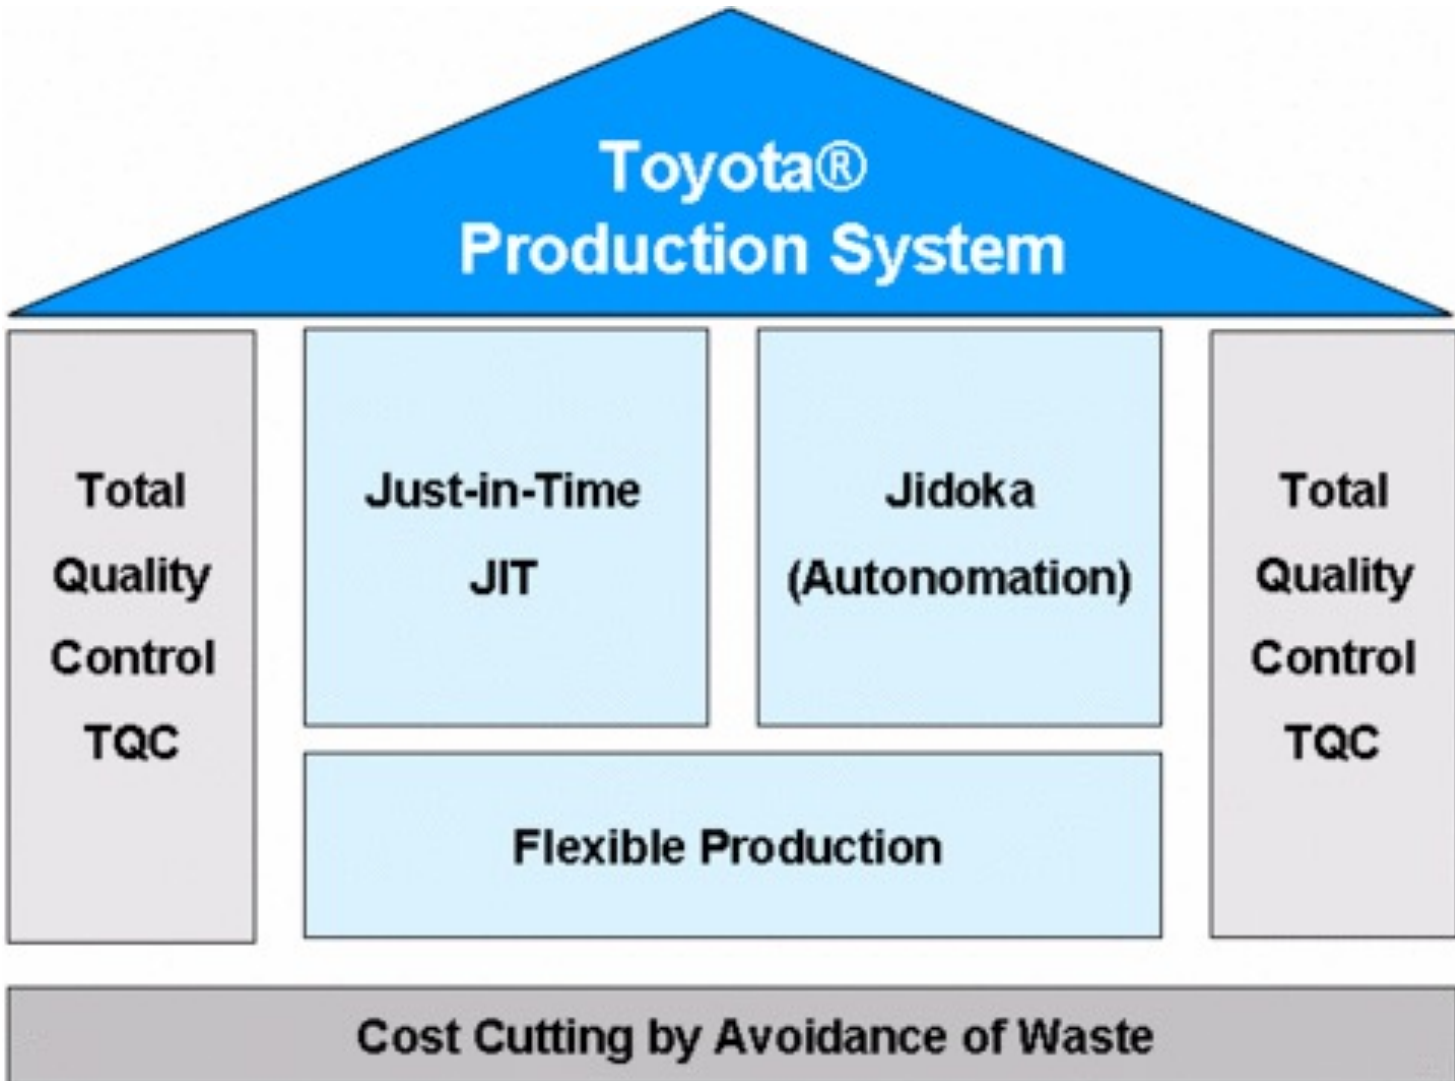 Toyota®
Production System
Total
Quality
Control
TQC
Just-in-Time
JIT
Jidoka
(Autonomation)
Total
Quality
Control
TQC
Flexible Production
Cost Cutting by Avoidance of Waste